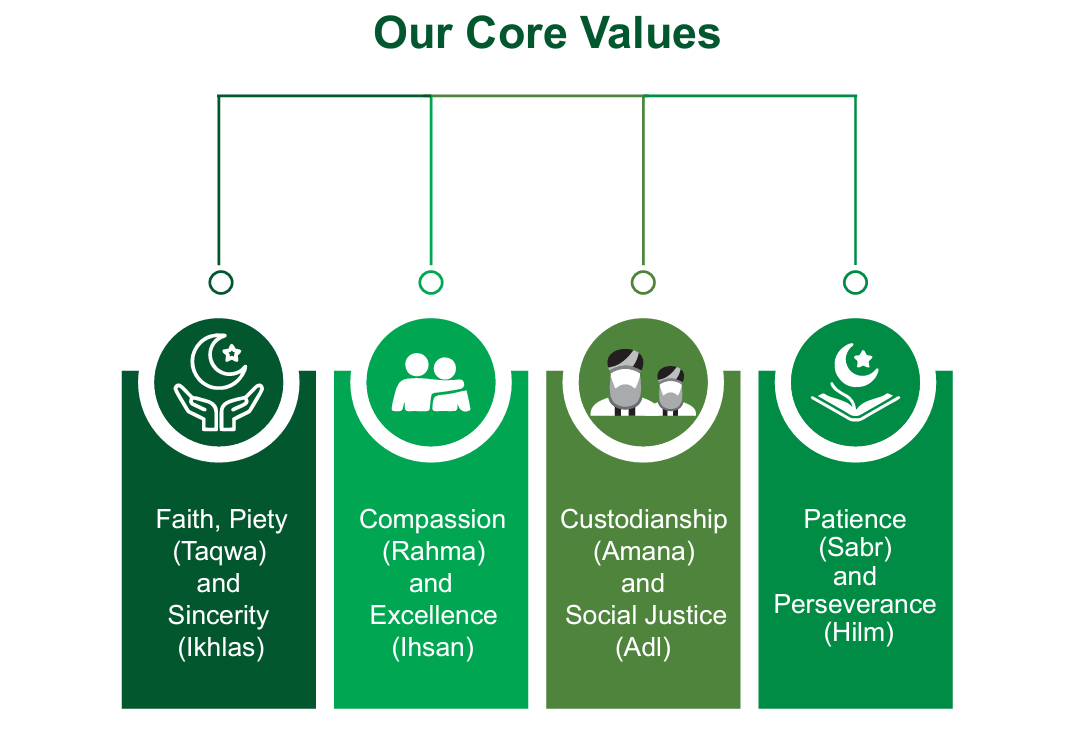 Our Core Values
Faith, Piety
(Taqwa)
and
Sincerity
(Ikhlas)
Compassion
(Rahma)
and
Excellence
(Ihsan)
Custodianship
(Amana)
and
Social Justice
(Adl)
Patience
(Sabr)
and
Perseverance
(Hilm)